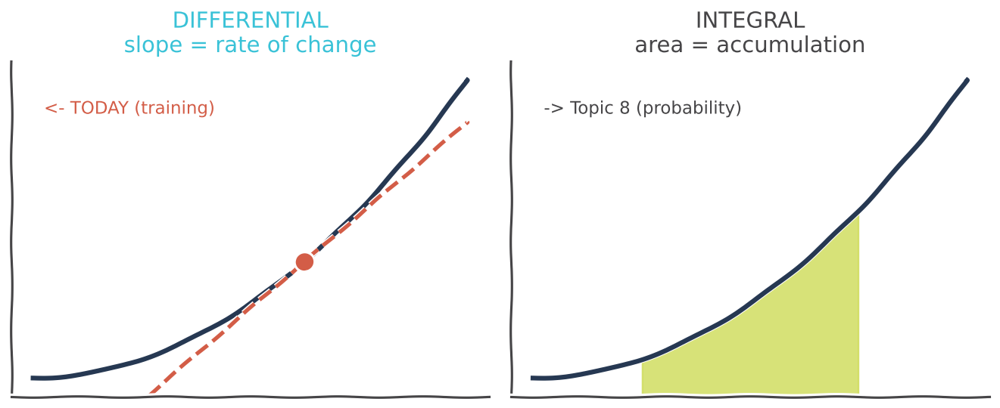 DIFFERENTIAL
slope = rate of change
<- TODAY (training)
INTEGRAL
area = accumulation
-> Topic 8 (probability)